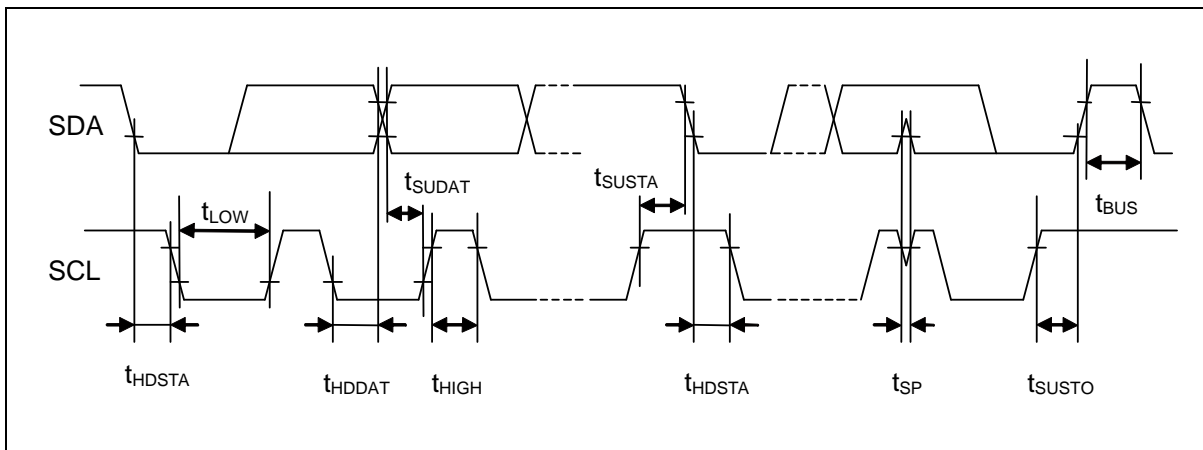 SDA
tSUDAT
tSUSTA
tLOW
tBUS
SCL
tHDSTA
tHDDAT
tHIGH
tHDSTA
tSP
tSUSTO